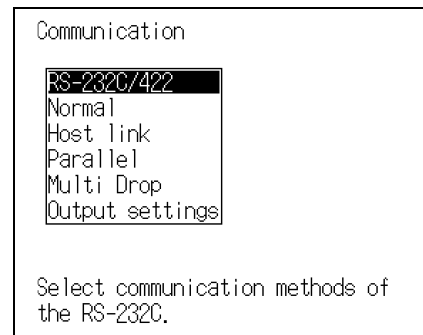 Communication
RS-232C/422
Normal
Host link
Parallel
Multi Drop
Output settings
Select communication methods of
the RS-232C.